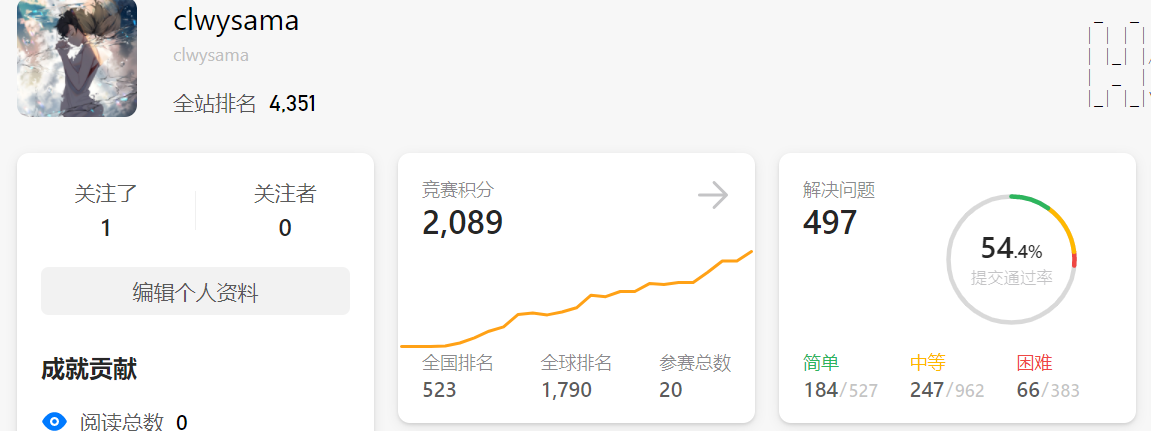 clwysama
clwysama
全站排名 4,351
关注了 关注者
1 0
编辑个人资料
成就贡献
阅读总数 0
竞赛积分
2,089
全国排名 全球排名 参赛总数
523 1,790 20
解决问题
497
54.4%
提交通过率
简单 中等 困难
184/527 247/962 66/383